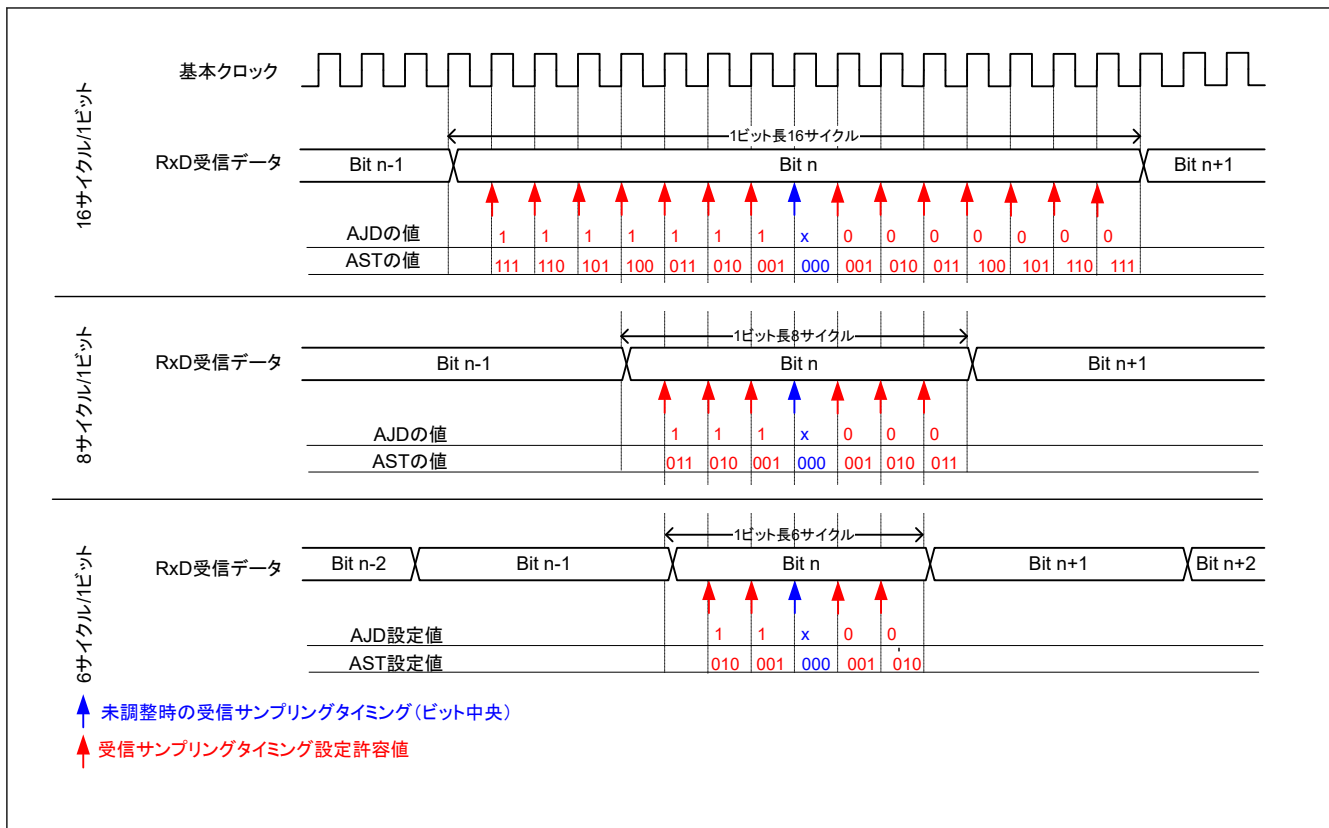 基本クロック
16サイクル/1ビット
1ビット長16サイクル
RxD受信データ
Bit n-1 Bit n Bit n+1
AJDの値 1 1 1 1 1 1 1 x 0 0 0 0 0 0 0
ASTの値 111 110 101 100 011 010 001 000 001 010 011 100 101 110 111
8サイクル/1ビット
1ビット長8サイクル
RxD受信データ
Bit n-1 Bit n Bit n+1
AJDの値 1 1 1 x 0 0 0
ASTの値 011 010 001 000 001 010 011
6サイクル/1ビット
1ビット長6サイクル
RxD受信データ
Bit n-2 Bit n-1 Bit n Bit n+1 Bit n+2
AJD設定値 1 1 x 0 0
AST設定値 010 001 000 001 010
未調整時の受信サンプリングタイミング(ビット中央)
受信サンプリングタイミング設定許容値